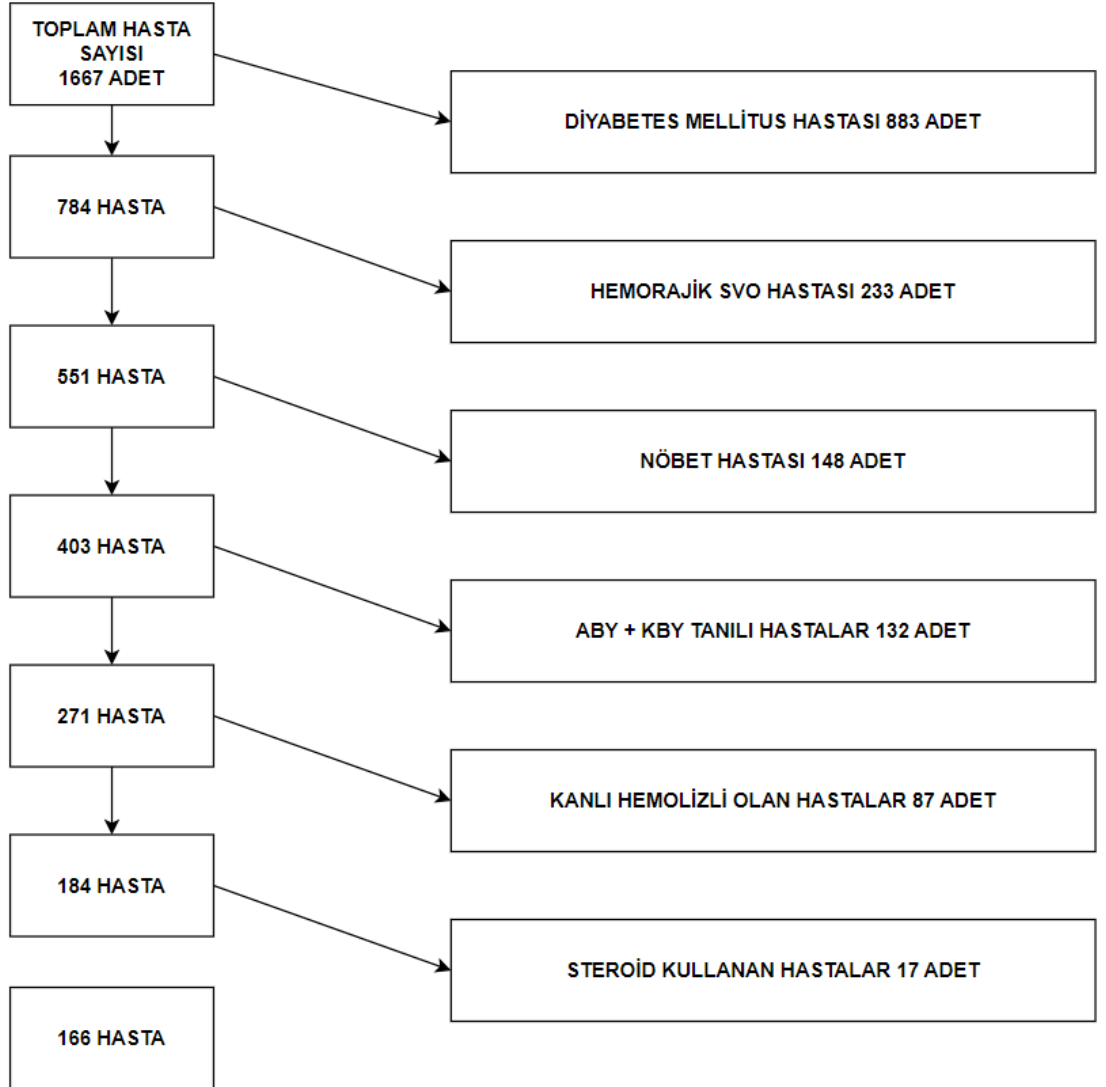 TOPLAM HASTA
SAYISI
1667 ADET
DİYABETES MELLİTUS HASTASI 883 ADET
784 HASTA
HEMORAJİK SVO HASTASI 233 ADET
551 HASTA
NÖBET HASTASI 148 ADET
403 HASTA
ABY + KBY TANILI HASTALAR 132 ADET
271 HASTA
KANLI HEMOLİZLİ OLAN HASTALAR 87 ADET
184 HASTA
STEROİD KULLANAN HASTALAR 17 ADET
166 HASTA